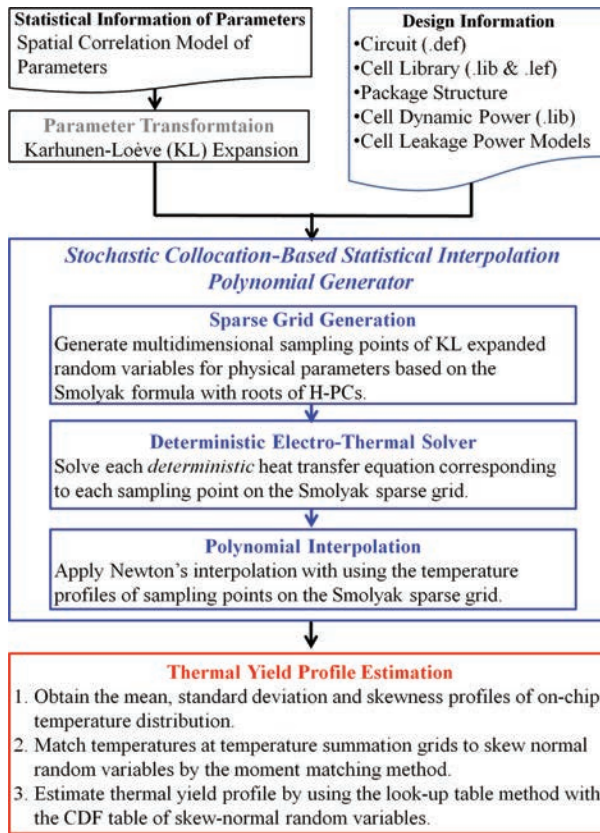 Statistical Information of Parameters
Spatial Correlation Model of
Parameters
Parameter Transformtaion
Karhunen-Loève (KL) Expansion
Design Information
•Circuit (.def)
•Cell Library (.lib & .lef)
•Package Structure
•Cell Dynamic Power (.lib)
•Cell Leakage Power Models
Stochastic Collocation-Based Statistical Interpolation
Polynomial Generator
Sparse Grid Generation
Generate multidimensional sampling points of KL expanded
random variables for physical parameters based on the
Smolyak formula with roots of H-PCs.
Deterministic Electro-Thermal Solver
Solve each deterministic heat transfer equation corresponding
to each sampling point on the Smolyak sparse grid.
Polynomial Interpolation
Apply Newton's interpolation with using the temperature
profiles of sampling points on the Smolyak sparse grid.
Thermal Yield Profile Estimation
1. Obtain the mean, standard deviation and skewness profiles of on-chip
temperature distribution.
2. Match temperatures at temperature summation grids to skew normal
random variables by the moment matching method.
3. Estimate thermal yield profile by using the look-up table method with
the CDF table of skew-normal random variables.